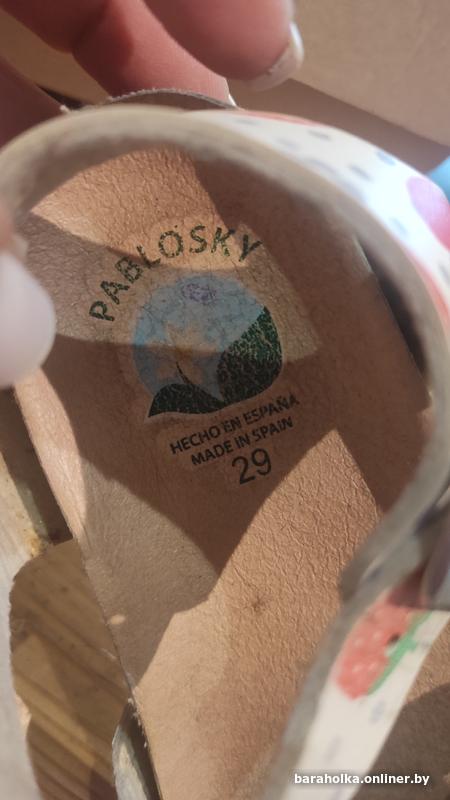 PABLOSKY
HECHO EN ESPAÑA
MADE IN SPAIN
29
baraholka.onliner.by